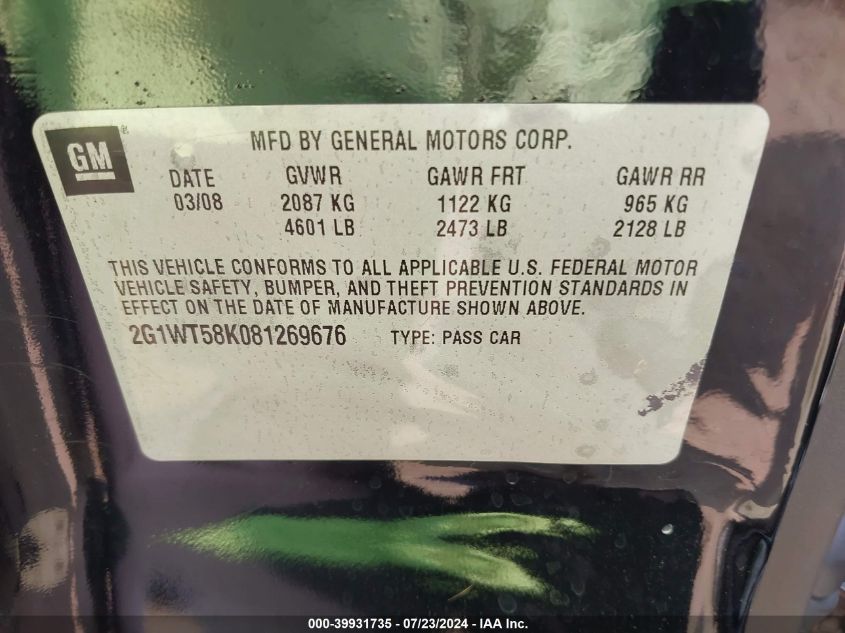 GM
MFD BY GENERAL MOTORS CORP.
DATE GVWR GAWR FRT GAWR RR
03/08 2087 KG 1122 KG 965 KG
4601 LB 2473 LB 2128 LB
THIS VEHICLE CONFORMS TO ALL APPLICABLE U.S. FEDERAL MOTOR
VEHICLE SAFETY, BUMPER, AND THEFT PREVENTION STANDARDS IN
EFFECT ON THE DATE OF MANUFACTURE SHOWN ABOVE.
2G1WT58K081269676 TYPE: PASS CAR
000-39931735 - 07/23/2024 - IAA Inc.